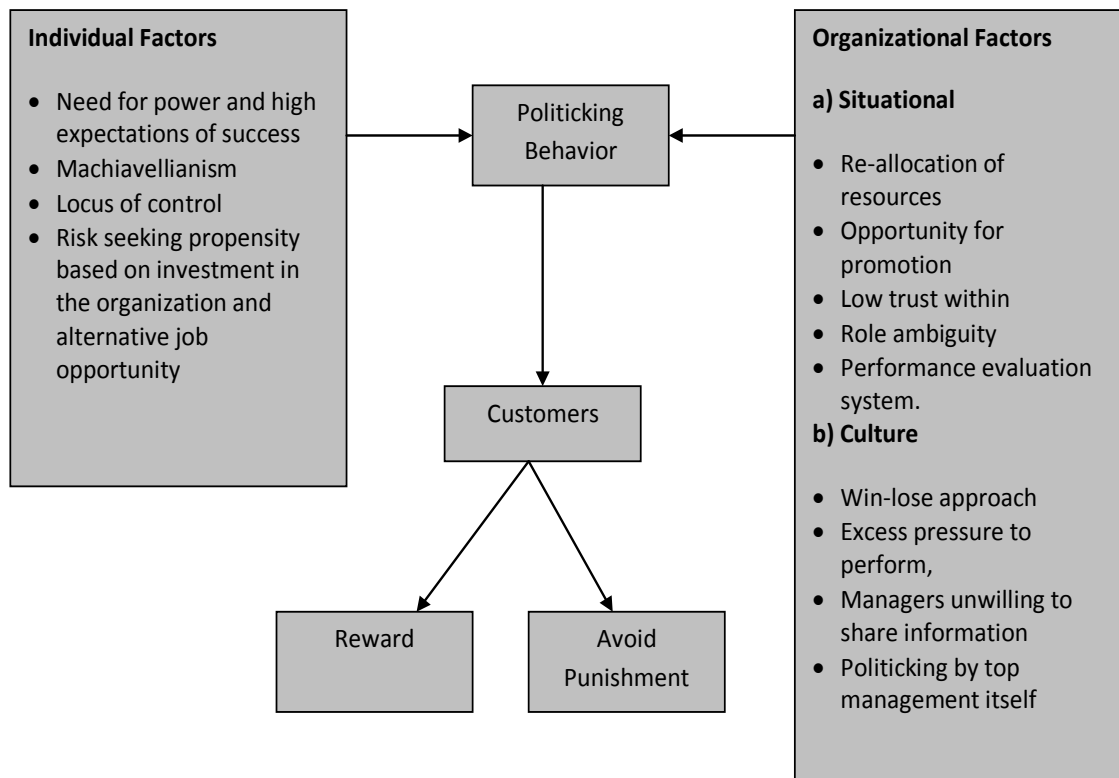 Individual Factors
• Need for power and high
expectations of success
• Machiavellianism
• Locus of control
• Risk seeking propensity
based on investment in
the organization and
alternative job
opportunity
Politicking
Behavior
Customers
Reward
Avoid
Punishment
Organizational Factors
a) Situational
• Re-allocation of
resources
• Opportunity for
promotion
• Low trust within
• Role ambiguity
• Performance evaluation
system.
b) Culture
• Win-lose approach
• Excess pressure to
perform,
• Managers unwilling to
share information
• Politicking by top
management itself